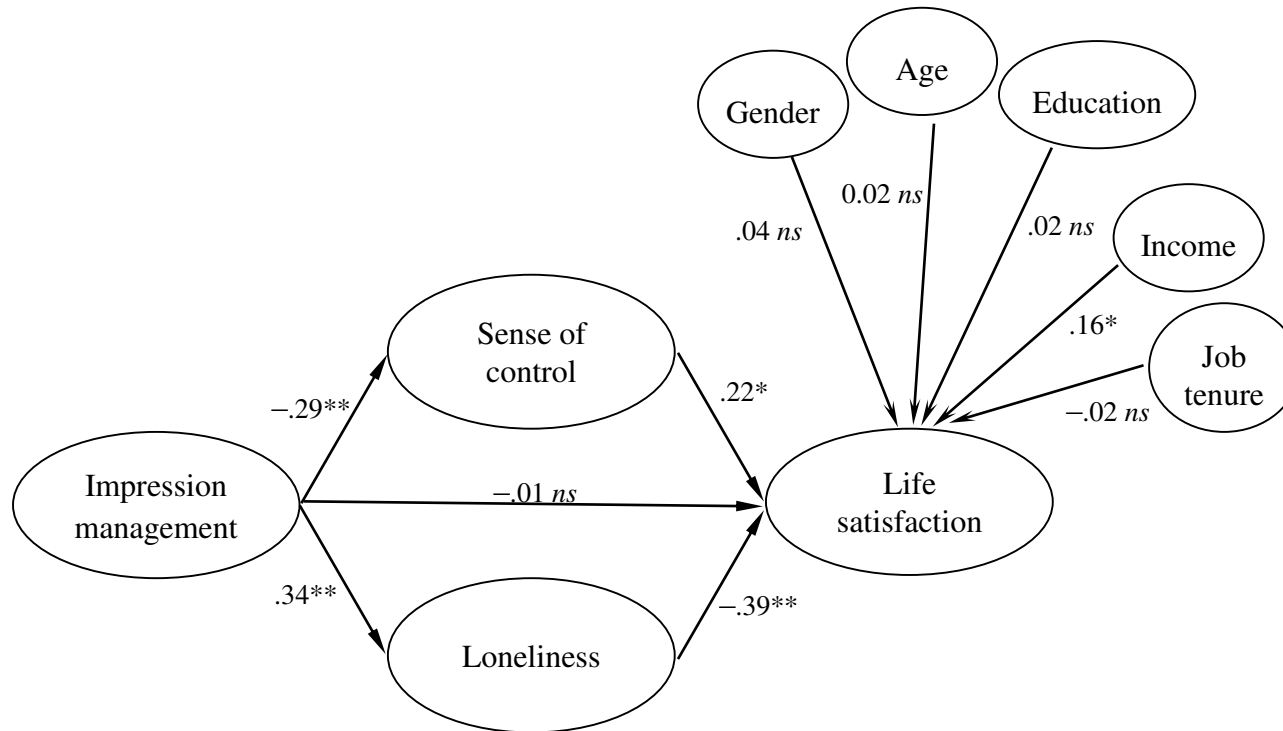 Age
Gender
Education
0.02 ns
.04 ns
.02 ns
Income
Sense of
control
.16*
Job
tenure
−.29**
.22*
−.02 ns
Impression
management
−.01 ns
Life
satisfaction
.34**
−.39**
Loneliness